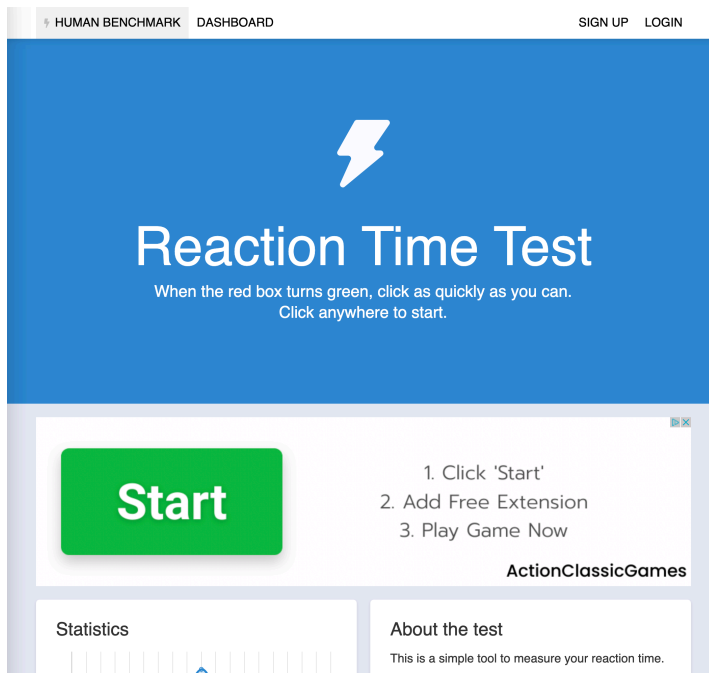 HUMAN BENCHMARK DASHBOARD SIGN UP LOGIN
Reaction Time Test
When the red box turns green, click as quickly as you can.
Click anywhere to start.
Start
1. Click 'Start'
2. Add Free Extension
3. Play Game Now
ActionClassicGames
Statistics
About the test
This is a simple tool to measure your reaction time.